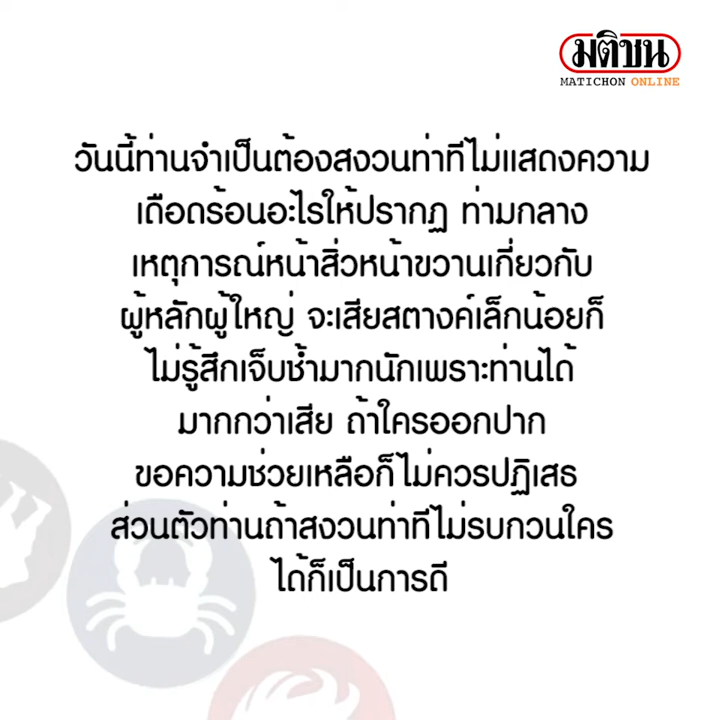 มติชน
MATICHON ONLINE
วันนี้ท่านจำเป็นต้องสงวนท่าทีไม่แสดงความ
เดือดร้อนอะไรให้ปรากฏ ท่ามกลาง
เหตุการณ์หน้าสิ่วหน้าขวานเกี่ยวกับ
ผู้หลักผู้ใหญ่ จะเสียสตางค์เล็กน้อยก็
ไม่รู้สึกเจ็บช้ำมากนักเพราะท่านได้
มากกว่าเสีย ถ้าใครออกปาก
ขอความช่วยเหลือก็ไม่ควรปฏิเสธ
ส่วนตัวท่านถ้าสงวนท่าทีไม่รบกวนใคร
ได้ก็เป็นการดี